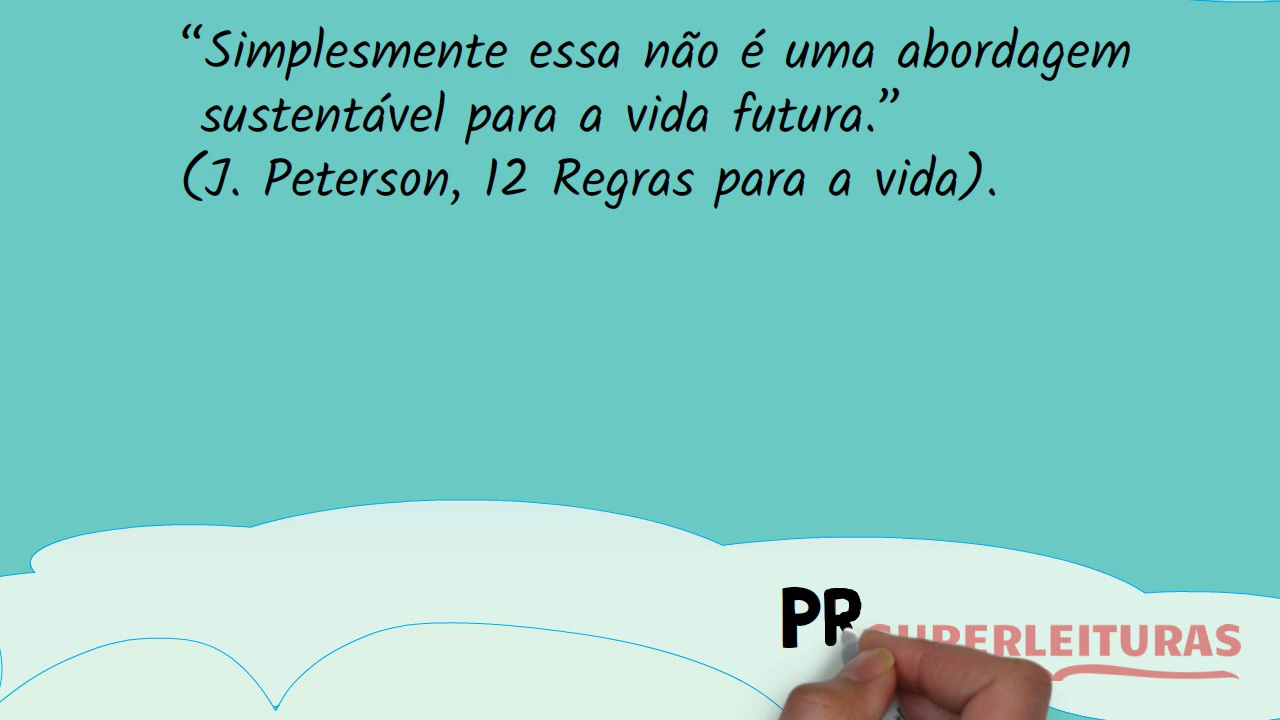 “Simplesmente essa não é uma abordagem
sustentável para a vida futura.”
(J. Peterson, 12 Regras para a vida).
PR
SUPERLEITURAS